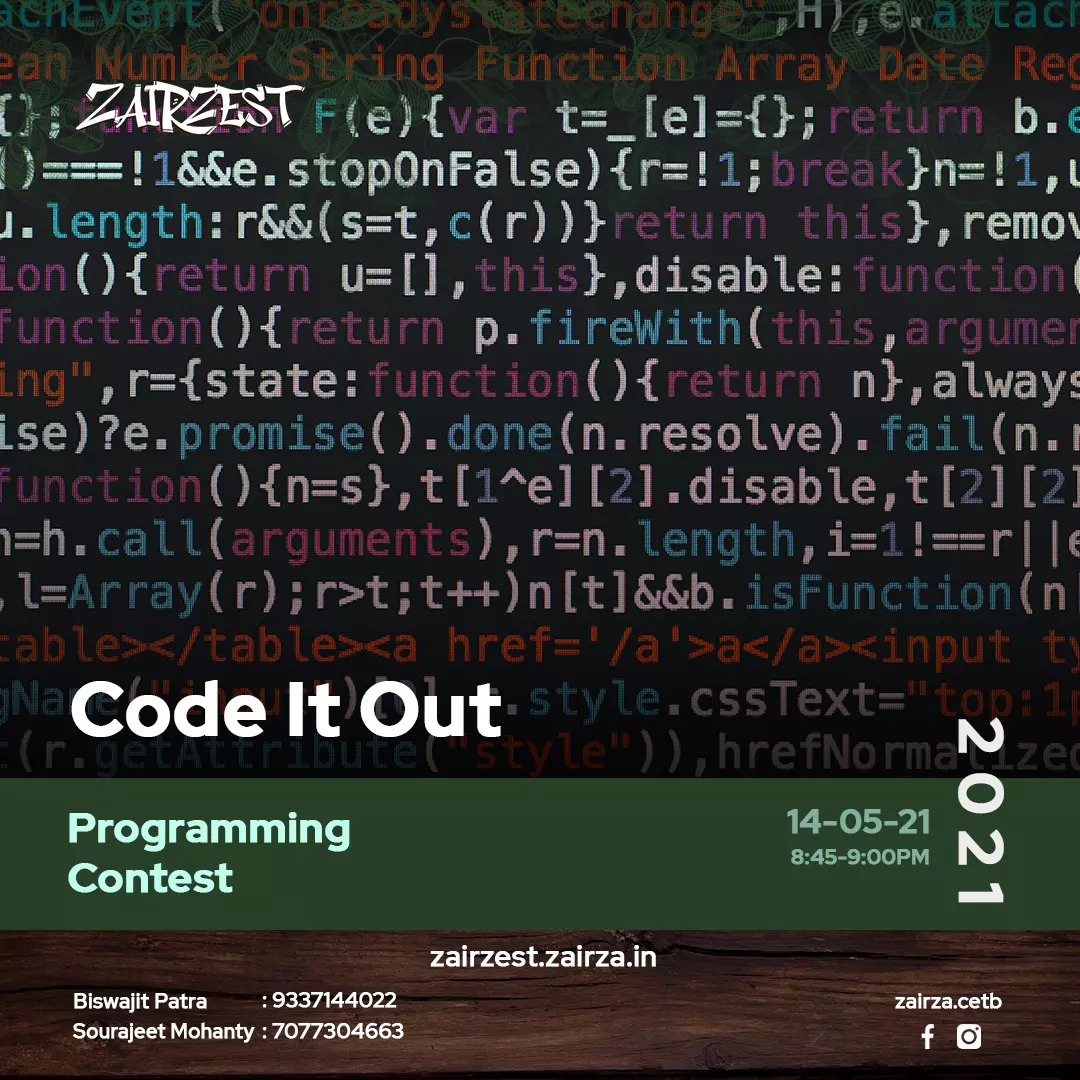 achEvent("onreadystatechange",H),e.attach
ean Number String Function Array Date Reg
ZAIRZEST
{};function F(e){var t=_[e]={};return b.e
()===!1&&e.stopOnFalse){r=!1;break}n=!1,u
u.length:r&&(s=t,c(r))}return this},remov
ion(){return u=[],this},disable:function(
function(){return p.fireWith(this,argumen
ing",r={state:function(){return n},always
ise)?e.promise().done(n.resolve).fail(n.r
function(){n=s},t[1^e][2].disable,t[2][2]
n=h.call(arguments),r=n.length,i=1!==r||e
,l=Array(r);r>t;t++)n[t]&&b.isFunction(n[
table></table><a href='/a'>a</a><input ty
style.cssText="top:1p
Code It Out
t(r.getAttribute("style")),hrefNormalized
2021
Programming
Contest
14-05-21
8:45-9:00PM
zairzest.zairza.in
Biswajit Patra : 9337144022
Sourajeet Mohanty : 7077304663
zairza.cetb